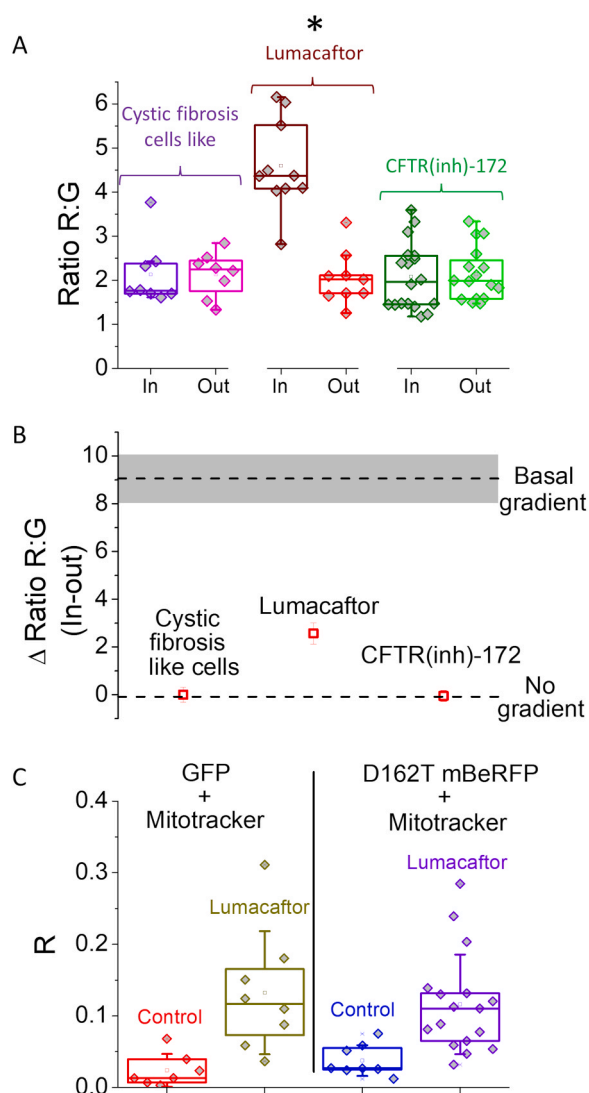 A
*
Lumacaftor
Cystic fibrosis
cells like
CFTR(inh)-172
Ratio R:G
6
5
4
3
2
1
0
In
Out
In
Out
In
Out
B
Δ Ratio R:G
(In-out)
10
8
6
4
2
0
Basal
gradient
Cystic
fibrosis
like cells
Lumacaftor
CFTR(inh)-172
No
gradient
C
GFP
+
Mitotracker
D162T mBeRFP
+
Mitotracker
R
0.4
0.3
0.2
0.1
0.0
Control
Lumacaftor
Control
Lumacaftor